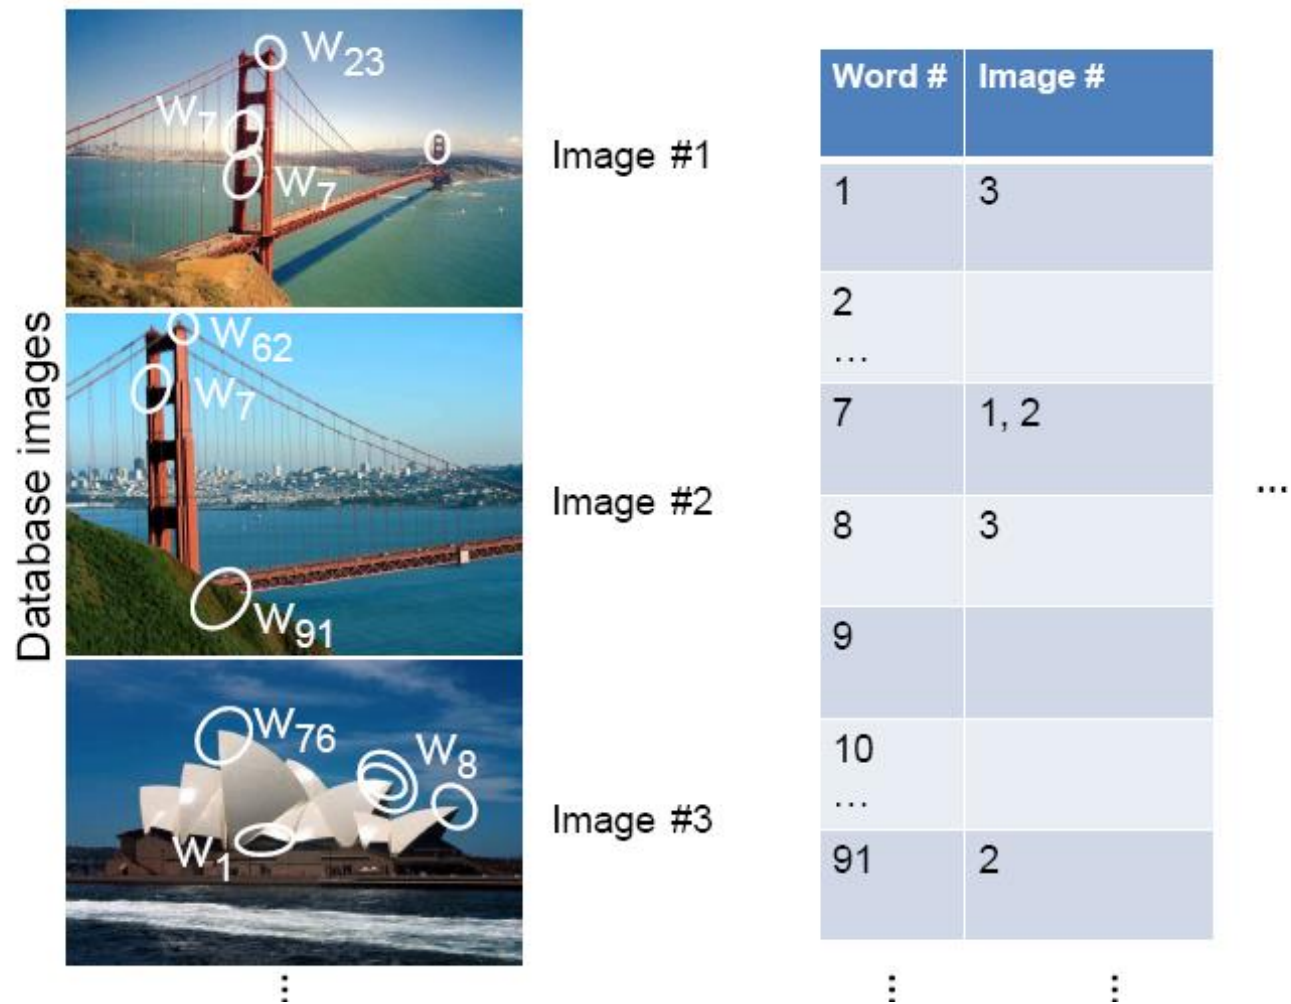 Database images
w23
w7
w7
Image #1
w62
w7
w91
Image #2
w76
w8
w1
Image #3
...
Word # Image #
1 3
2
...
7 1, 2
8 3
9
10
...
91 2
...
...
...